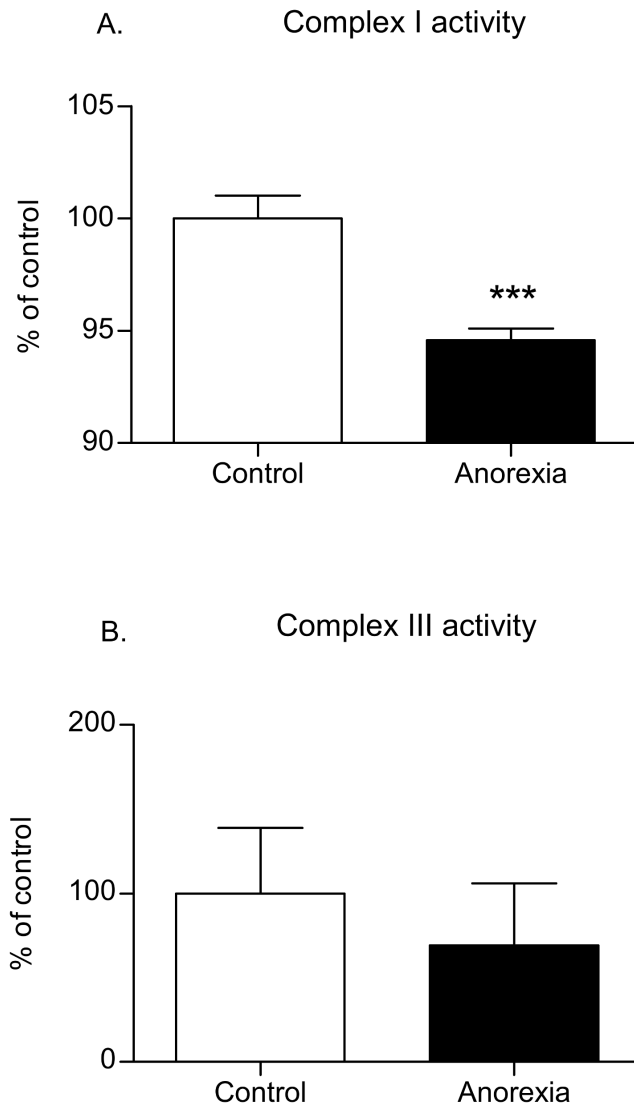 A. Complex I activity
105
100
95
90
% of control
***
Control Anorexia
B. Complex III activity
200
100
0
% of control
Control Anorexia